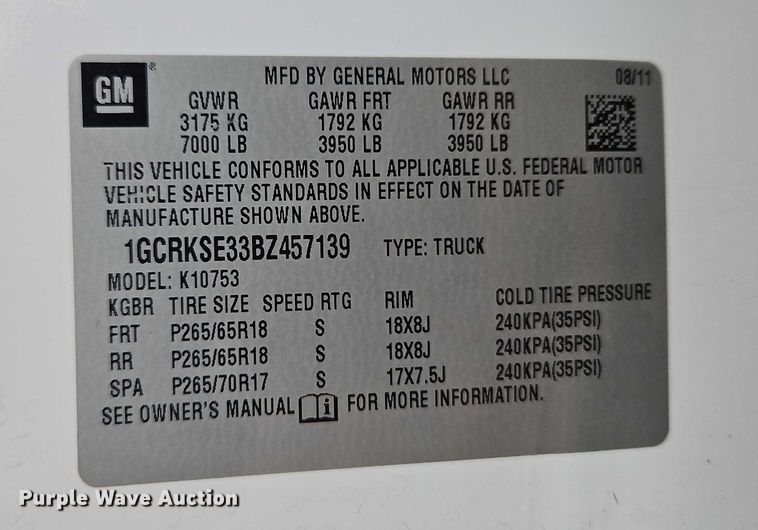 GM ®
MFD BY GENERAL MOTORS LLC 08/11
GVWR GAWR FRT GAWR RR
3175 KG 1792 KG 1792 KG
7000 LB 3950 LB 3950 LB
THIS VEHICLE CONFORMS TO ALL APPLICABLE U.S. FEDERAL MOTOR
VEHICLE SAFETY STANDARDS IN EFFECT ON THE DATE OF
MANUFACTURE SHOWN ABOVE.
1GCRKSE33BZ457139 TYPE: TRUCK
MODEL: K10753
KGBR TIRE SIZE SPEED RTG RIM COLD TIRE PRESSURE
FRT P265/65R18 S 18X8J 240KPA(35PSI)
RR P265/65R18 S 18X8J 240KPA(35PSI)
SPA P265/70R17 S 17X7.5J 240KPA(35PSI)
SEE OWNER'S MANUAL i FOR MORE INFORMATION.
Purple Wave Auction